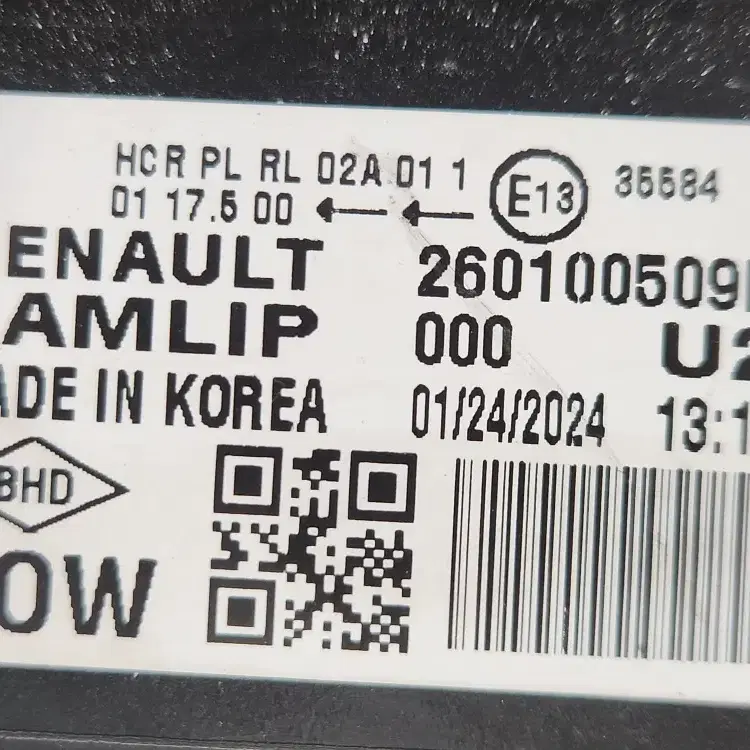 HCR PL RL 02A 01 1 E13 35584
01 17.5 00 ←← 
ENAULT 260100509
AMLIP 000 U2
ADE IN KOREA 01/24/2024 13:1
BHD
0W